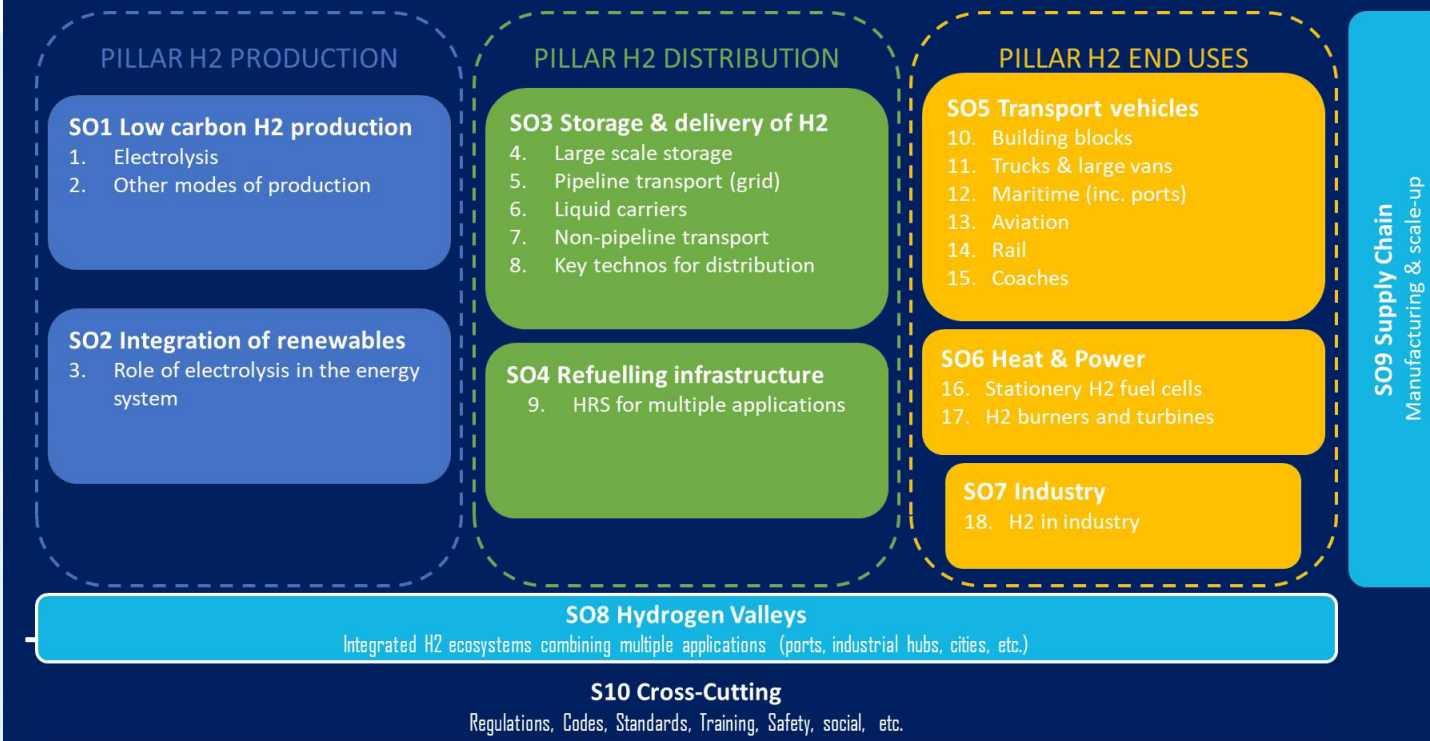 PILLAR H2 PRODUCTION
SO1 Low carbon H2 production
1. Electrolysis
2. Other modes of production
SO2 Integration of renewables
3. Role of electrolysis in the energy
system
PILLAR H2 DISTRIBUTION
SO3 Storage & delivery of H2
4. Large scale storage
5. Pipeline transport (grid)
6. Liquid carriers
7. Non-pipeline transport
8. Key technos for distribution
SO4 Refuelling infrastructure
9. HRS for multiple applications
PILLAR H2 END USES
SO5 Transport vehicles
10. Building blocks
11. Trucks & large vans
12. Maritime (inc. ports)
13. Aviation
14. Rail
15. Coaches
SO6 Heat & Power
16. Stationery H2 fuel cells
17. H2 burners and turbines
SO7 Industry
18. H2 in industry
SO9 Supply Chain
Manufacturing & scale-up
SO8 Hydrogen Valleys
Integrated H2 ecosystems combining multiple applications (ports, industrial hubs, cities, etc.)
S10 Cross-Cutting
Regulations, Codes, Standards, Training, Safety, social, etc.